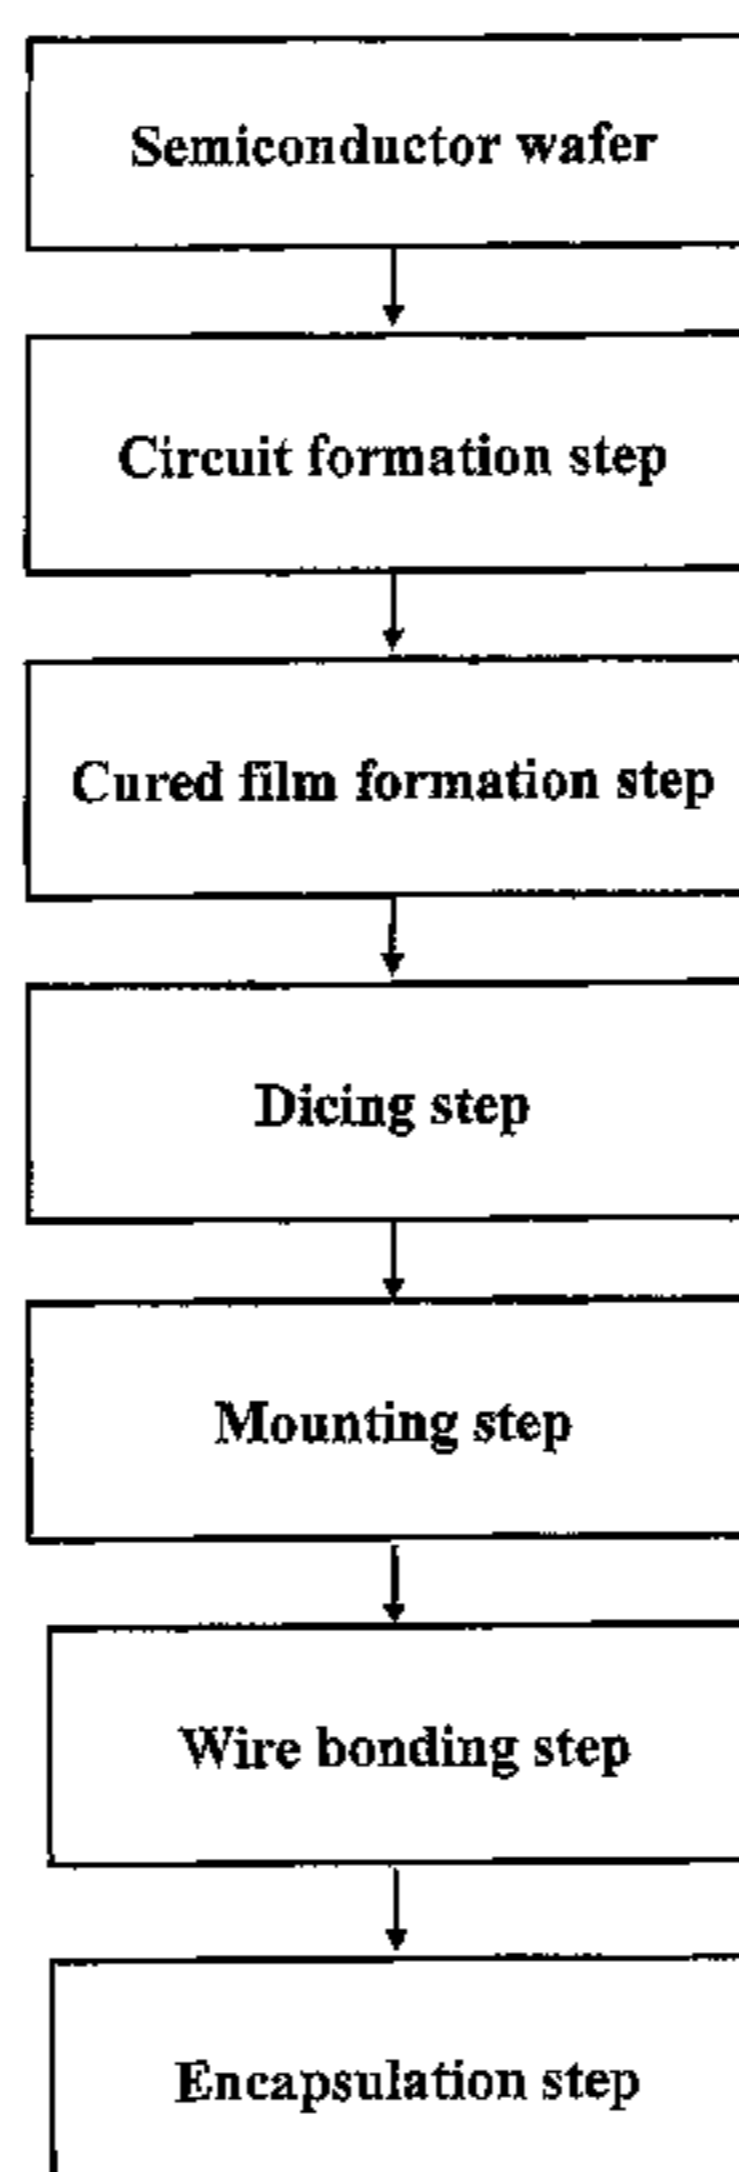 Semiconductor wafer
Circuit formation step
Cured film formation step
Dicing step
Mounting step
Wire bonding step
Encapsulation step